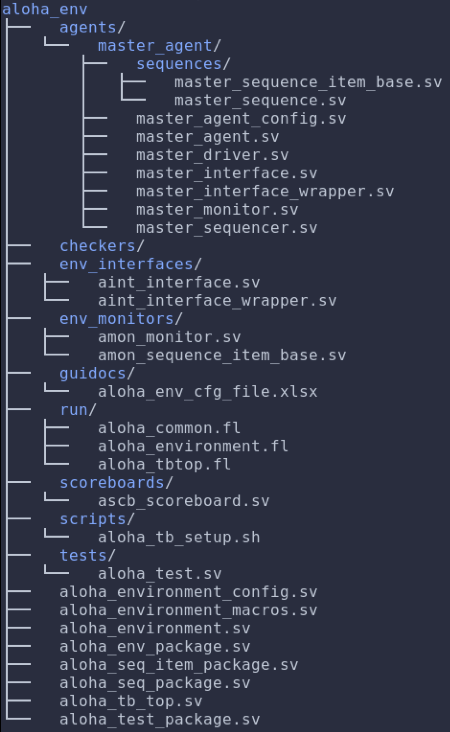 aloha_env
agents/
master_agent/
sequences/
master_sequence_item_base.sv
master_sequence.sv
master_agent_config.sv
master_agent.sv
master_driver.sv
master_interface.sv
master_interface_wrapper.sv
master_monitor.sv
master_sequencer.sv
checkers/
env_interfaces/
aint_interface.sv
aint_interface_wrapper.sv
env_monitors/
amon_monitor.sv
amon_sequence_item_base.sv
guidocs/
aloha_env_cfg_file.xlsx
run/
aloha_common.fl
aloha_environment.fl
aloha_tbtop.fl
scoreboards/
ascb_scoreboard.sv
scripts/
aloha_tb_setup.sh
tests/
aloha_test.sv
aloha_environment_config.sv
aloha_environment_macros.sv
aloha_environment.sv
aloha_env_package.sv
aloha_seq_item_package.sv
aloha_seq_package.sv
aloha_tb_top.sv
aloha_test_package.sv